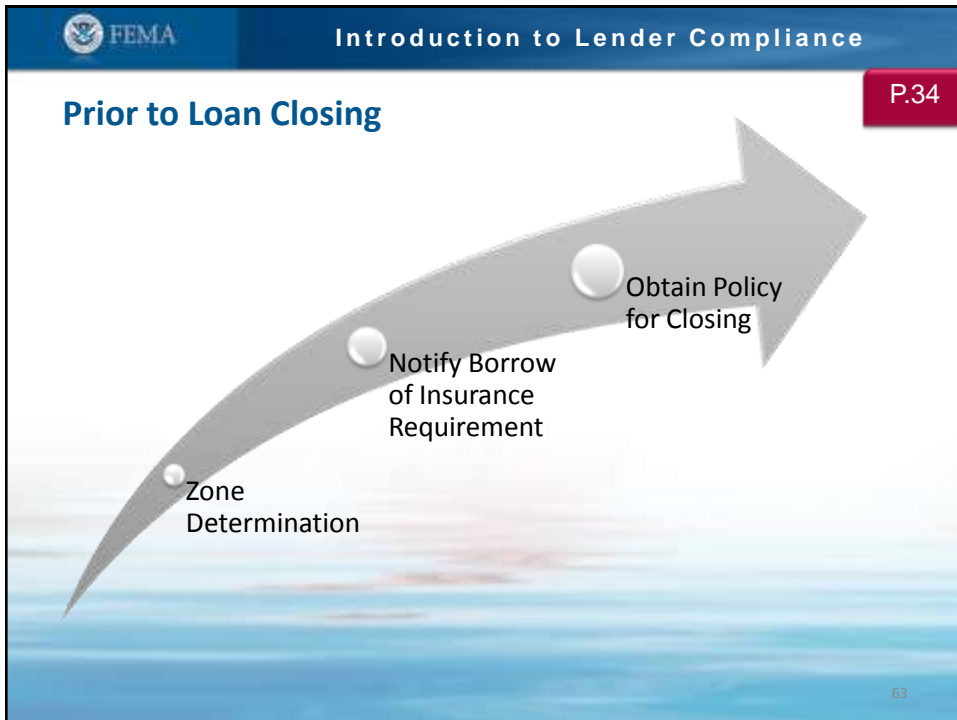 FEMA
Introduction to Lender Compliance
P.34
Prior to Loan Closing
Obtain Policy
for Closing
Notify Borrow
of Insurance
Requirement
Zone
Determination
63